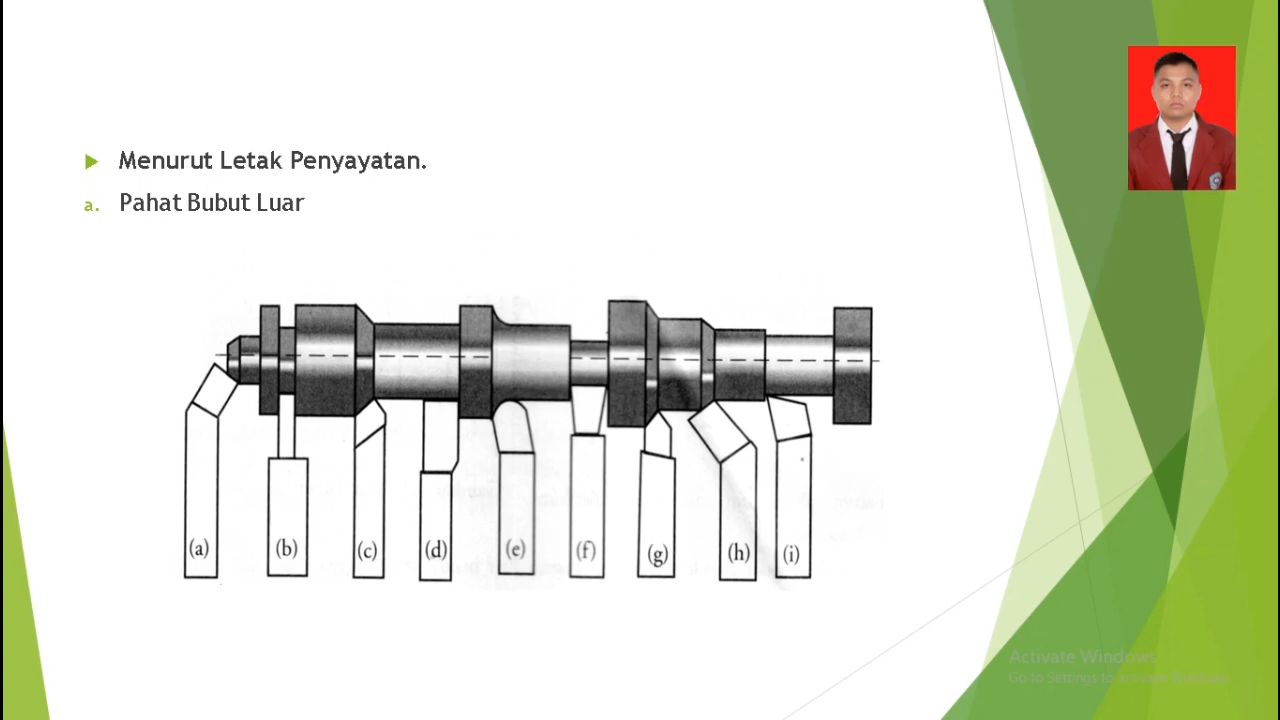 Menurut Letak Penyayatan.
a. Pahat Bubut Luar
(a) (b) (c) (d) (e) (f) (g) (h) (i)
Activate Windows
Go to Settings to activate Windows.